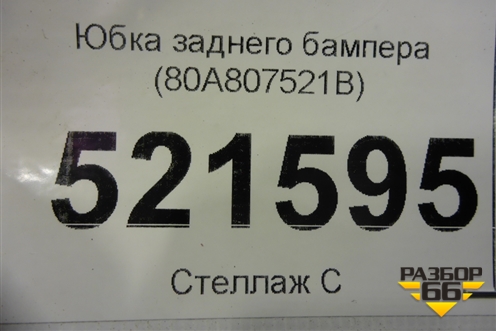 Юбка заднего бампера
(80A807521B)
521595
Стеллаж С
РАЗБОР
66